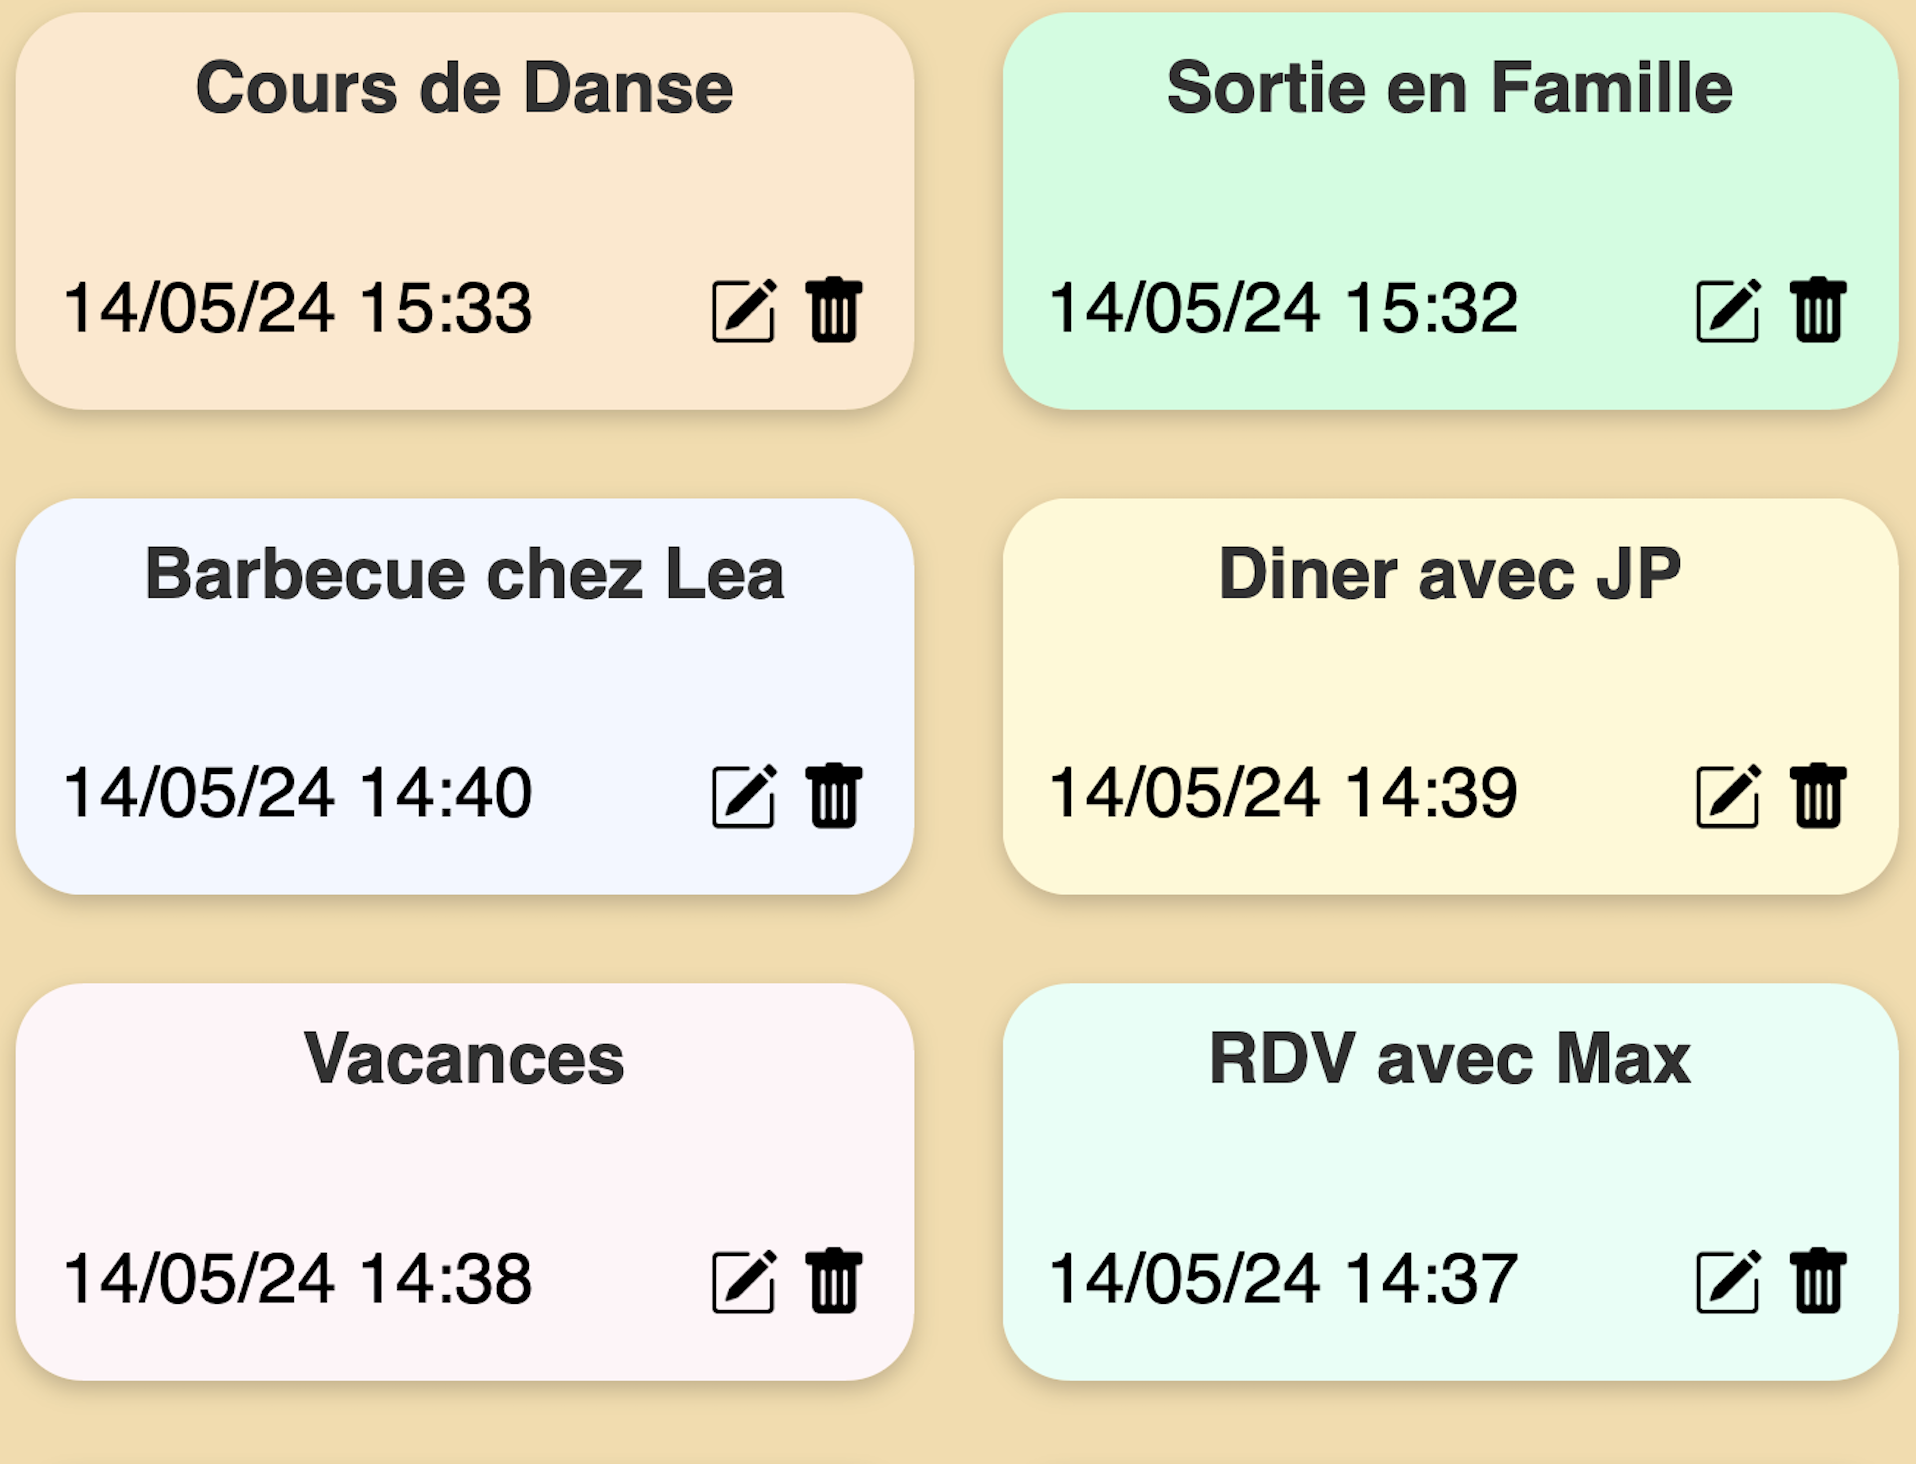 Cours de Danse
14/05/24 15:33
Sortie en Famille
14/05/24 15:32
Barbecue chez Lea
14/05/24 14:40
Diner avec JP
14/05/24 14:39
Vacances
14/05/24 14:38
RDV avec Max
14/05/24 14:37